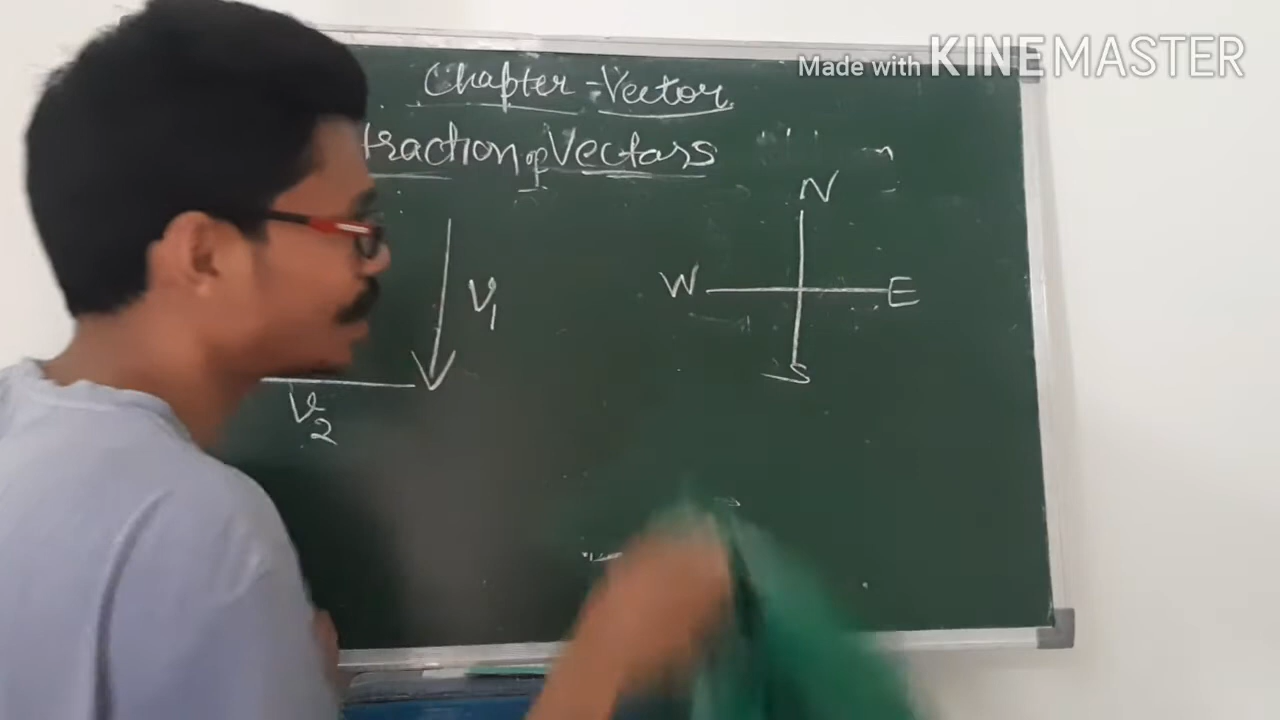 Made with KINEMASTER
Chapter - Vector
traction of Vectors
N
W
E
S
V1
V2